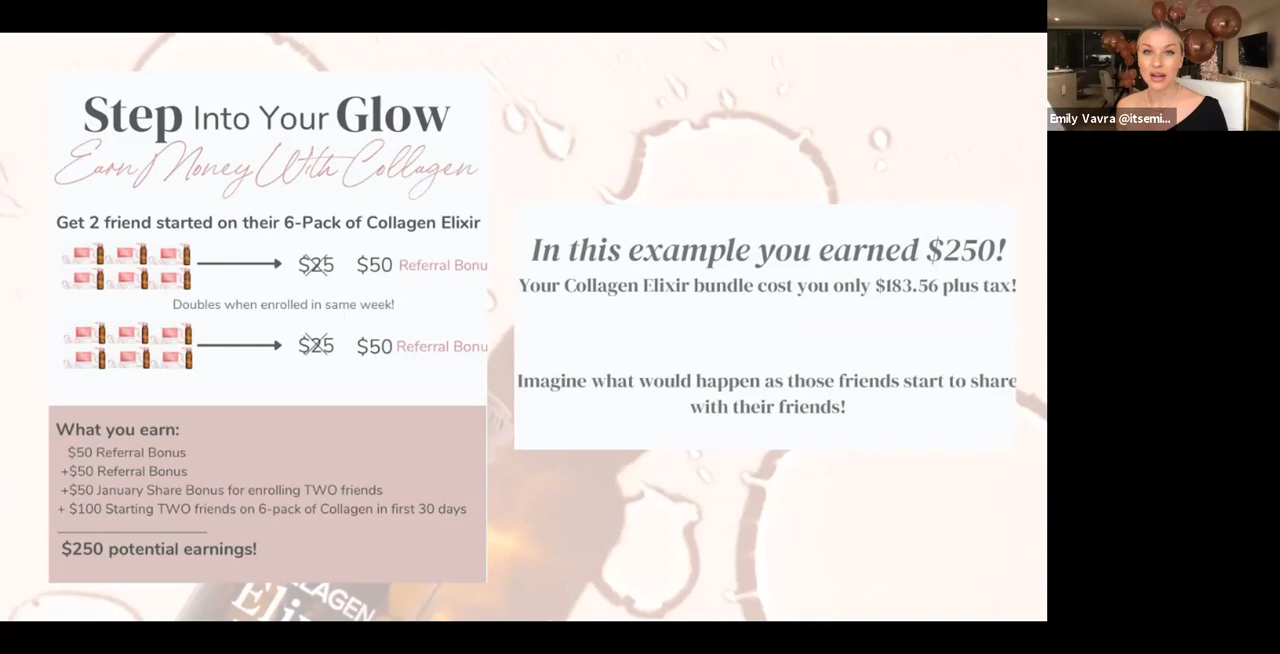 Step Into Your Glow
Earn Money With Collagen
Get 2 friend started on their 6-Pack of Collagen Elixir
$25 $50 Referral Bonu
Doubles when enrolled in same week!
$25 $50 Referral Bonu
What you earn:
$50 Referral Bonus
+$50 Referral Bonus
+$50 January Share Bonus for enrolling TWO friends
+ $100 Starting TWO friends on 6-pack of Collagen in first 30 days
$250 potential earnings!
In this example you earned $250!
Your Collagen Elixir bundle cost you only $183.56 plus tax!
Imagine what would happen as those friends start to share
with their friends!
Emily Vavra @itsemi...